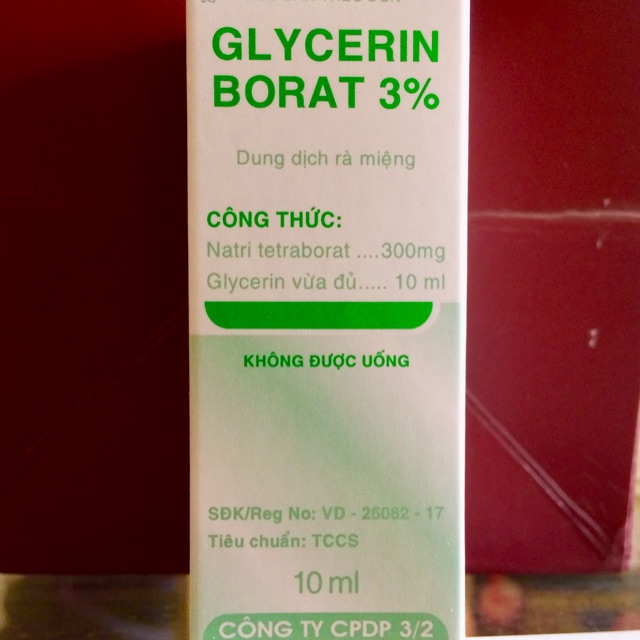 GLYCERIN
BORAT 3%
Dung dịch rà miệng
CÔNG THỨC:
Natri tetraborat ....300mg
Glycerin vừa đủ..... 10 ml
KHÔNG ĐƯỢC UỐNG
SĐK/Reg No: VD - 26082 - 17
Tiêu chuẩn: TCCS
10 ml
CÔNG TY CPDP 3/2